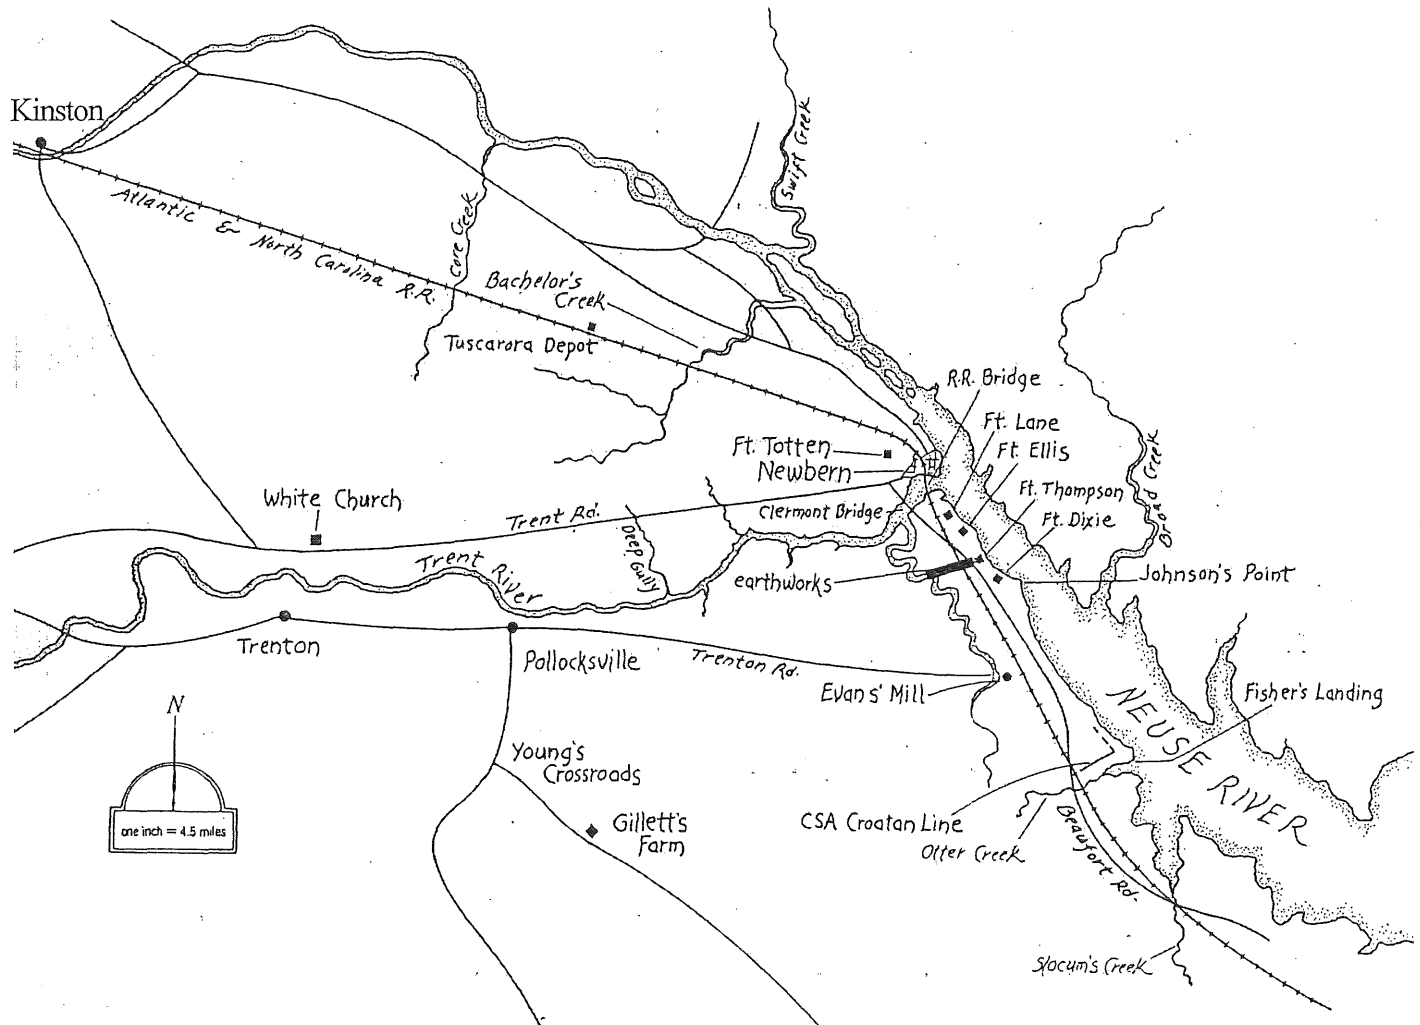 Kinston
Swift Creek
Atlantic & North Carolina R.R.
Core Creek
Bachelor's
Creek
Tuscarora Depot
R.R. Bridge
Ft. Lane
Ft. Ellis
Ft. Totten
Newbern
Ft. Thompson
Ft. Dixie
Broad Creek
White Church
Trent Rd.
Clermont Bridge
Deep Gully
Trent River
earthworks
Johnson's Point
Trenton
Pollocksville
Trenton Rd.
Evans' Mill
NEUSE RIVER
Fisher's Landing
N
one inch = 4.5 miles
Young's
Crossroads
Gillett's
Farm
CSA Croatan Line
Otter Creek
Beaufort Rd.
Slocum's Creek